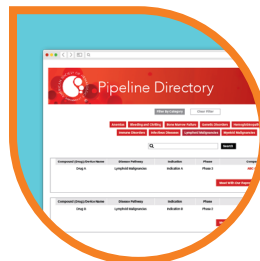 Pipeline Directory
Filter by Category Clear Filter
Anemias Bleeding and Clotting Bone Marrow Failure Genetic Disorders
Immune Disorders Infectious Diseases Lymphoid Malignancies Myeloid Malignancies
Search
Compound (Drug)/Device Name Disease Pathway Indication Phase
Drug A Lymphoid Malignancies Indication A Phase 3
Compound (Drug)/Device Name Disease Pathway Indication Phase
Drug B Lymphoid Malignancies Indication B Phase